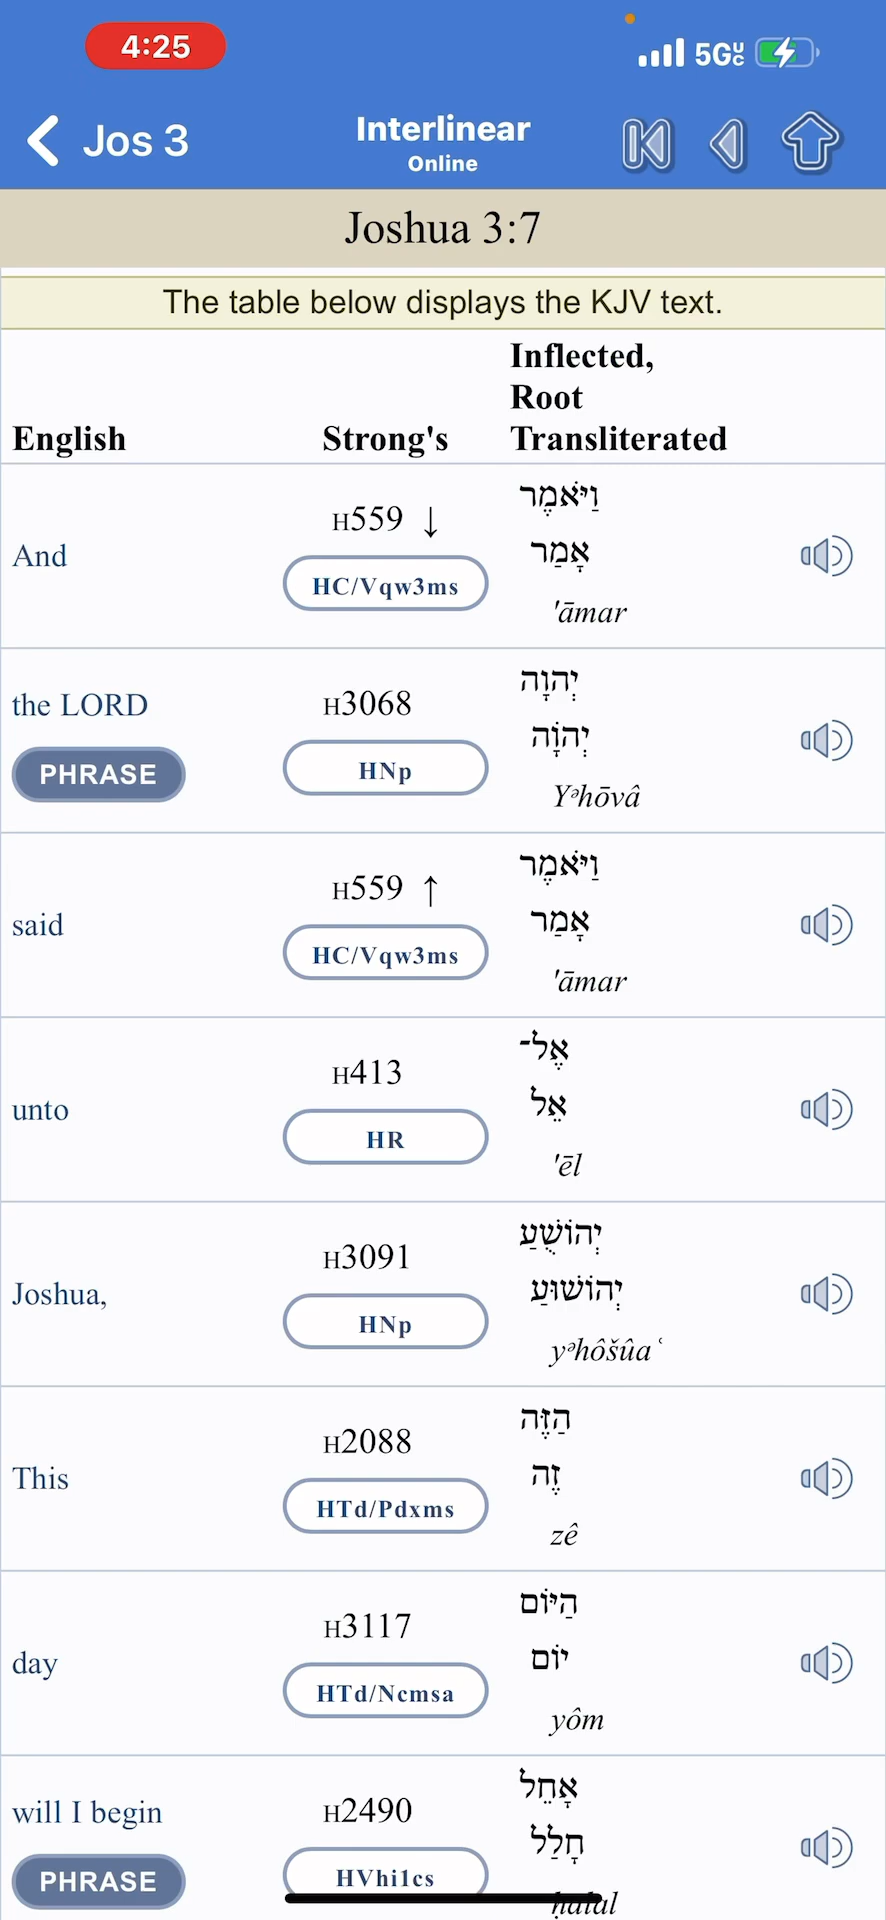 4:25
5G
Jos 3
Interlinear
Online
Joshua 3:7
The table below displays the KJV text.
English
Strong's
Inflected,
Root
Transliterated
And
H559 ↓
HC/Vqw3ms
וַיֹּאמֶר
אָמַר
'āmar
the LORD
PHRASE
H3068
HNp
יְהוָה
יְהֹוָה
Yᵊhōvâ
said
H559 ↑
HC/Vqw3ms
וַיֹּאמֶר
אָמַר
'āmar
unto
H413
HR
אֶל־
אֵל
'ēl
Joshua,
H3091
HNp
יְהוֹשֻׁעַ
יְהוֹשׁוּעַ
yᵊhôšûaʿ
This
H2088
HTd/Pdxms
הַזֶּה
זֶה
zê
day
H3117
HTd/Ncmsa
הַיּוֹם
יוֹם
yôm
will I begin
PHRASE
H2490
HVhi1cs
אָחֵל
חָלַל
ḥālal